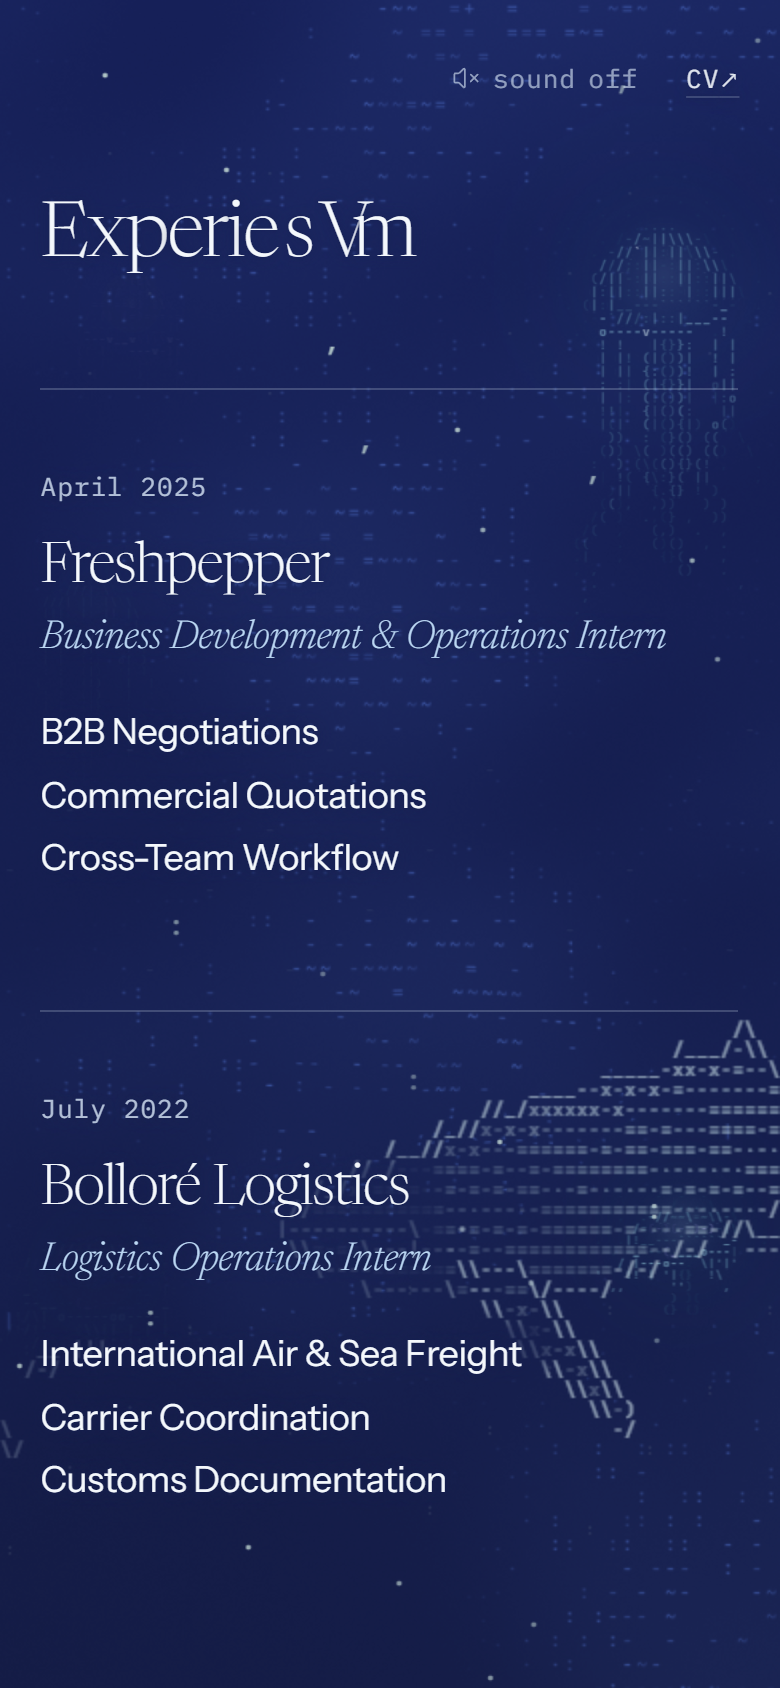 sound off CV↗
Experie s Vm
April 2025
Freshpepper
Business Development & Operations Intern
B2B Negotiations
Commercial Quotations
Cross-Team Workflow
July 2022
Bolloré Logistics
Logistics Operations Intern
International Air & Sea Freight
Carrier Coordination
Customs Documentation